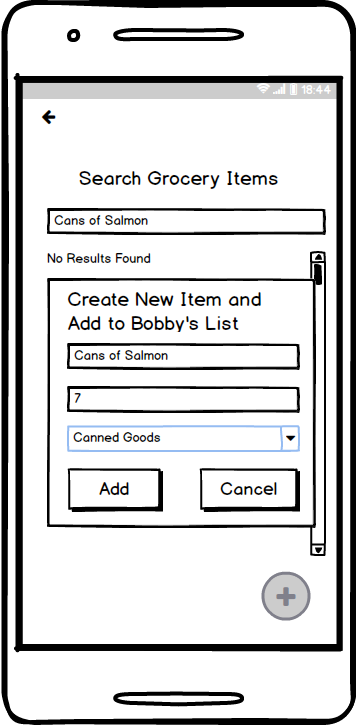 18:44
Search Grocery Items
Cans of Salmon
No Results Found
Create New Item and
Add to Bobby's List
Cans of Salmon
7
Canned Goods
Add Cancel